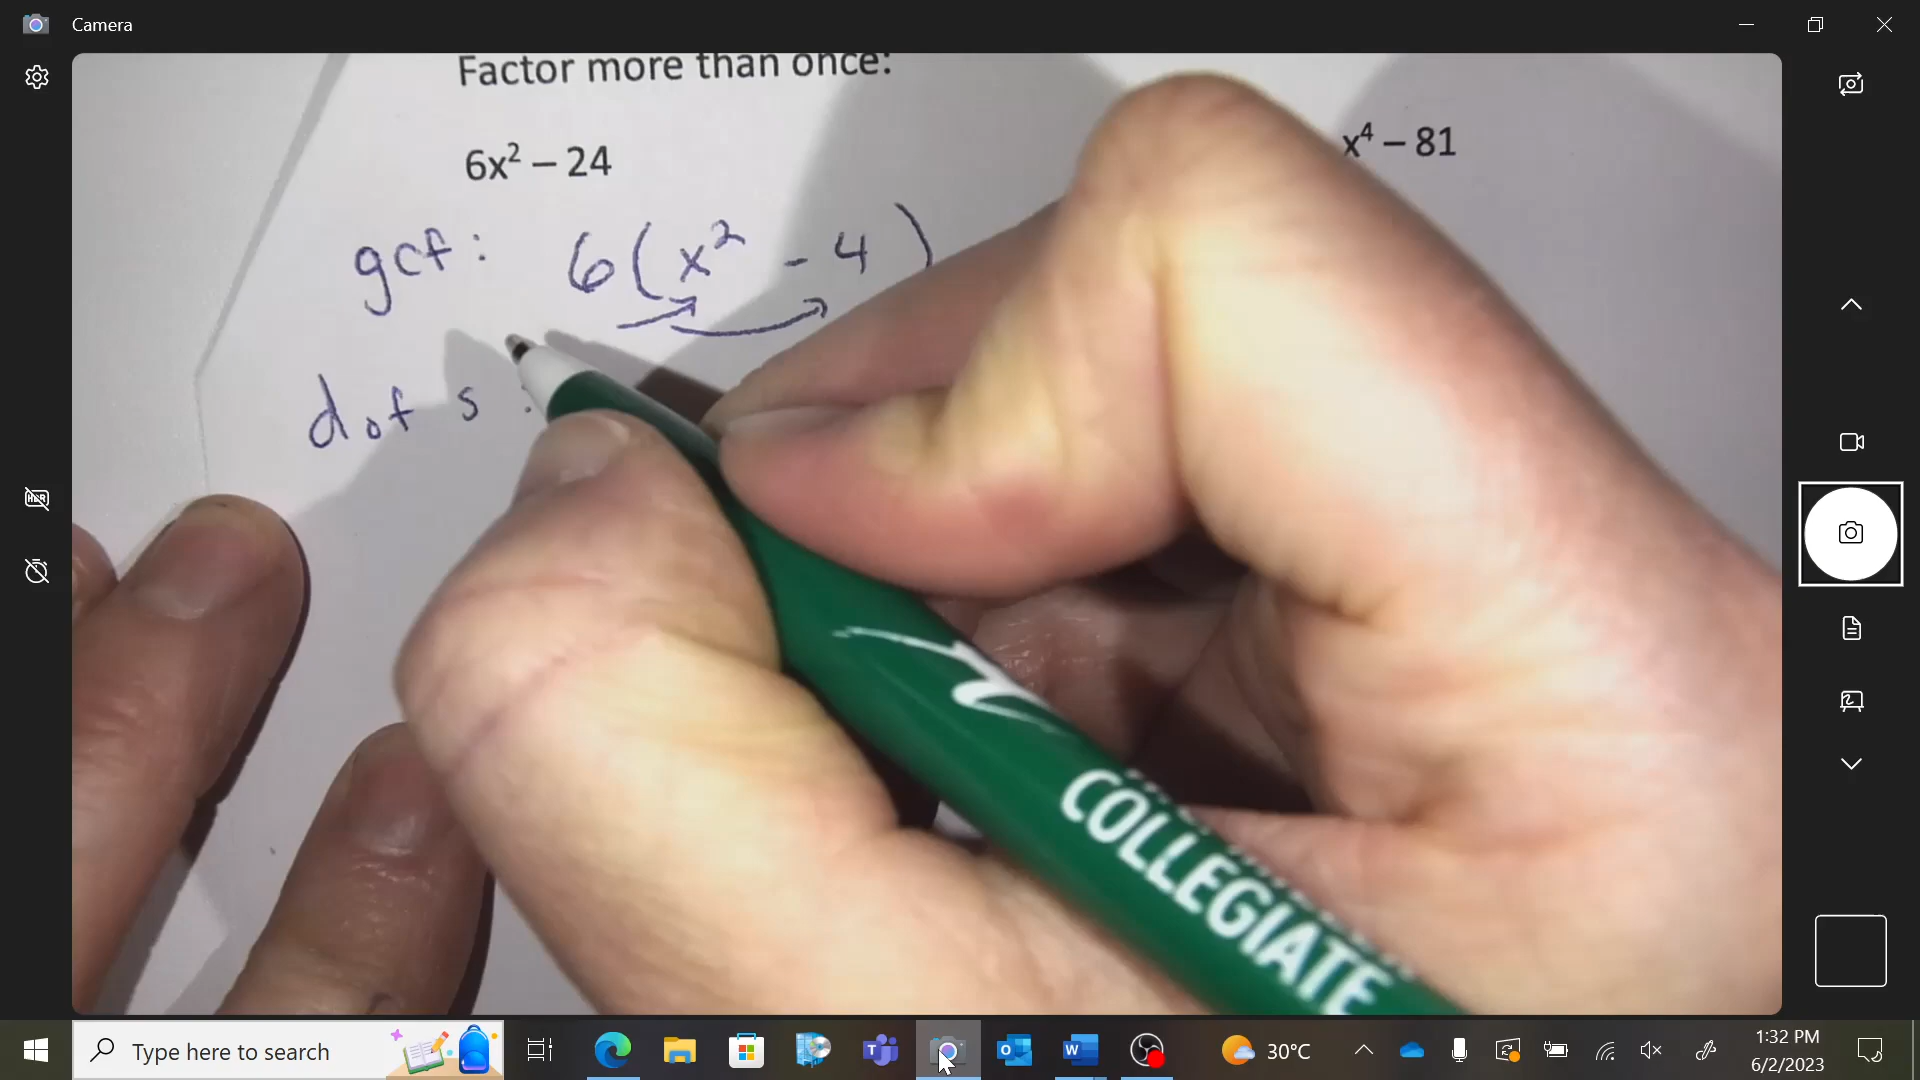 Camera
Factor more than once:
6x² – 24
x⁴ – 81
gcf: 6(x² - 4)
dof s :
COLLEGIATE
Type here to search
30°C
1:32 PM
6/2/2023